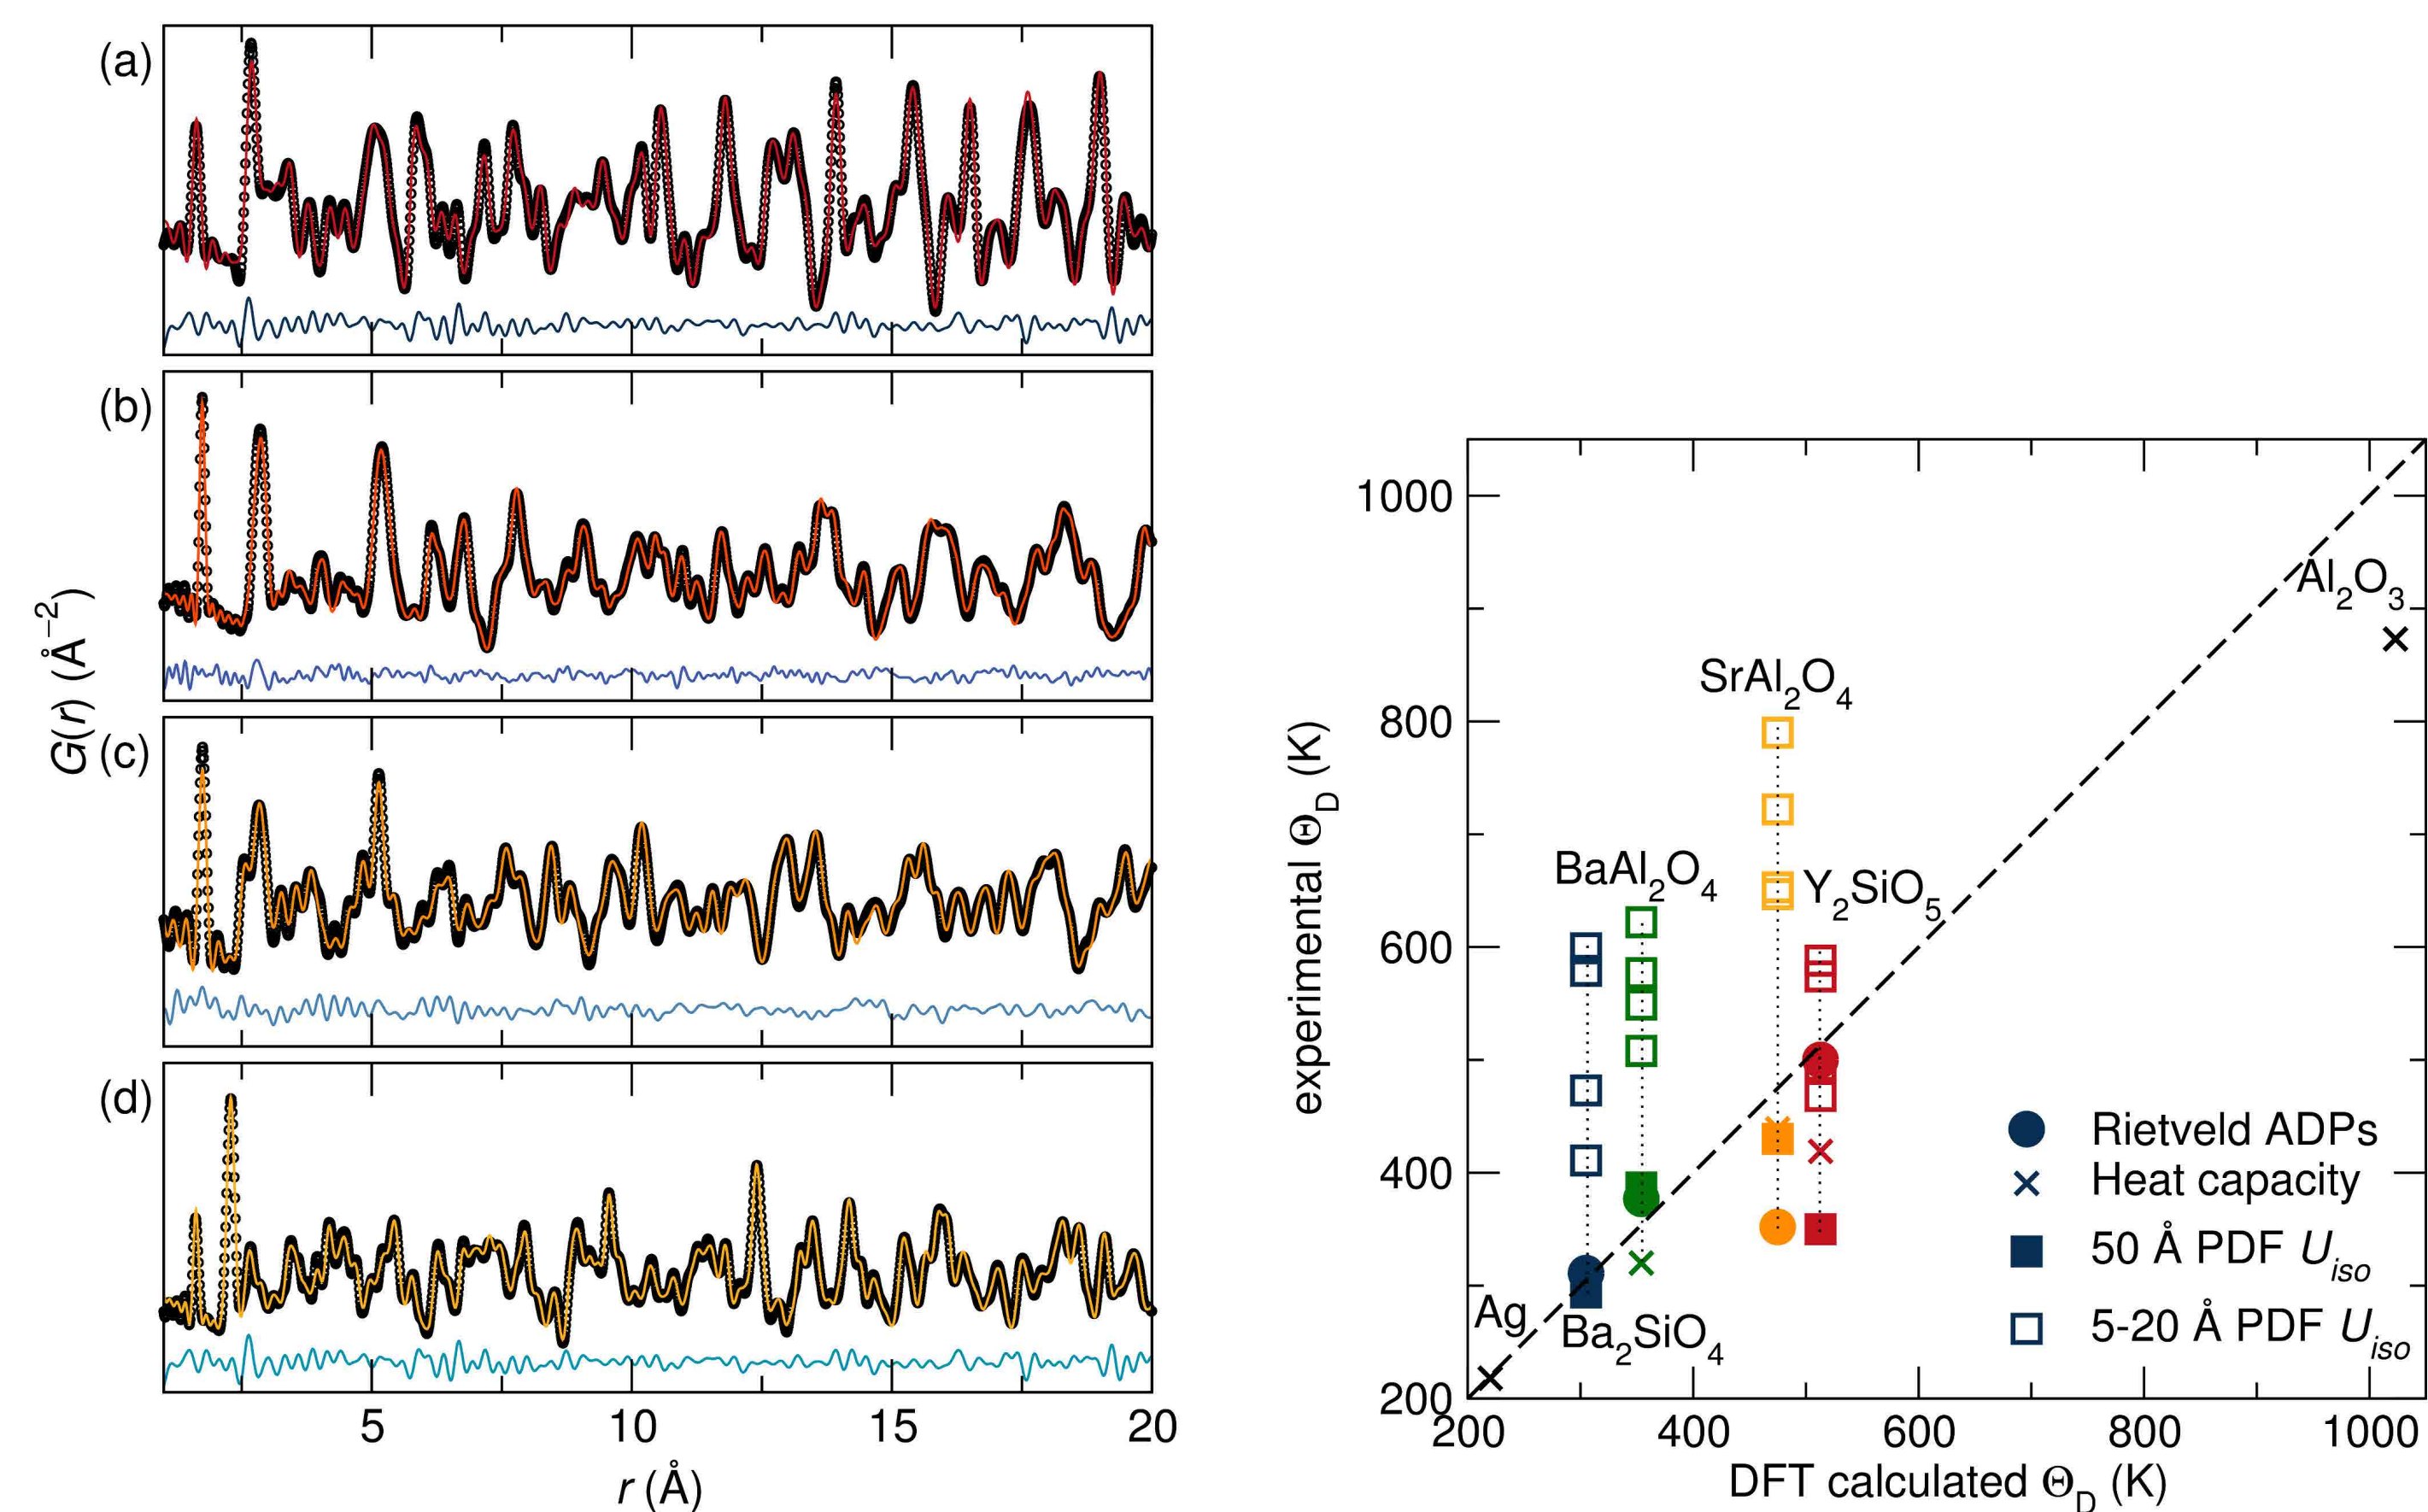 (a)
(b)
(c)
(d)
G(r) (Å⁻²)
5 10 15 20
r (Å)
experimental Θ_D (K)
1000
800
600
400
200
200 400 600 800 1000
DFT calculated Θ_D (K)
Al₂O₃
SrAl₂O₄
BaAl₂O₄
Y₂SiO₅
Ag
Ba₂SiO₄
Rietveld ADPs
Heat capacity
50 Å PDF U_iso
5-20 Å PDF U_iso